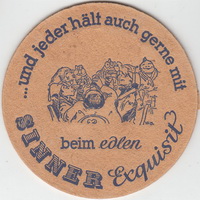 ...und jeder hält auch gerne mit
beim edlen
SINNER Exquisit